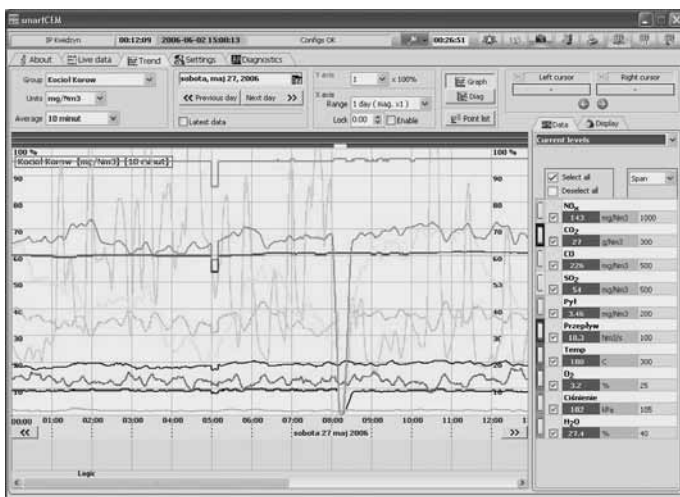 smartCEM
IP Kwidzyn 00:12:09 2006-06-02 15:00:13 Configs OK 00:26:51
About Live data Trend Settings Diagnostics
Group Kociol Korow
Units mg/Nm3
Average 10 minut
sobota, maj 27, 2006
<< Previous day Next day >>
Latest data
Y axis 1 x 100%
X axis
Range 1 day ( mag. x1 )
Lock 0:00 Enable
Graph
Diag
Point list
Left cursor Right cursor
- -
Data Display
Current levels
Select all
Deselect all
Span
NOx
143 mg/Nm3 1000
CO2
27 g/Nm3 300
CO
226 mg/Nm3 500
SO2
54 mg/Nm3 500
Pył
3.46 mg/Nm3 200
Przepływ
18.3 Nm3/s 100
Temp
180 C 300
O2
3.2 % 25
Ciśnienie
102 kPa 105
H2O
27.4 % 40
100 % 100 %
Kociol Korow [mg/Nm3] [10 minut]
90 90
80 80
70 70
60 60
50 50
40 40
30 30
20 20
10 10
00:00 01:00 02:00 03:00 04:00 05:00 06:00 07:00 08:00 09:00 10:00 11:00 12:00
<< sobota 27 maj 2006 >>
Logic